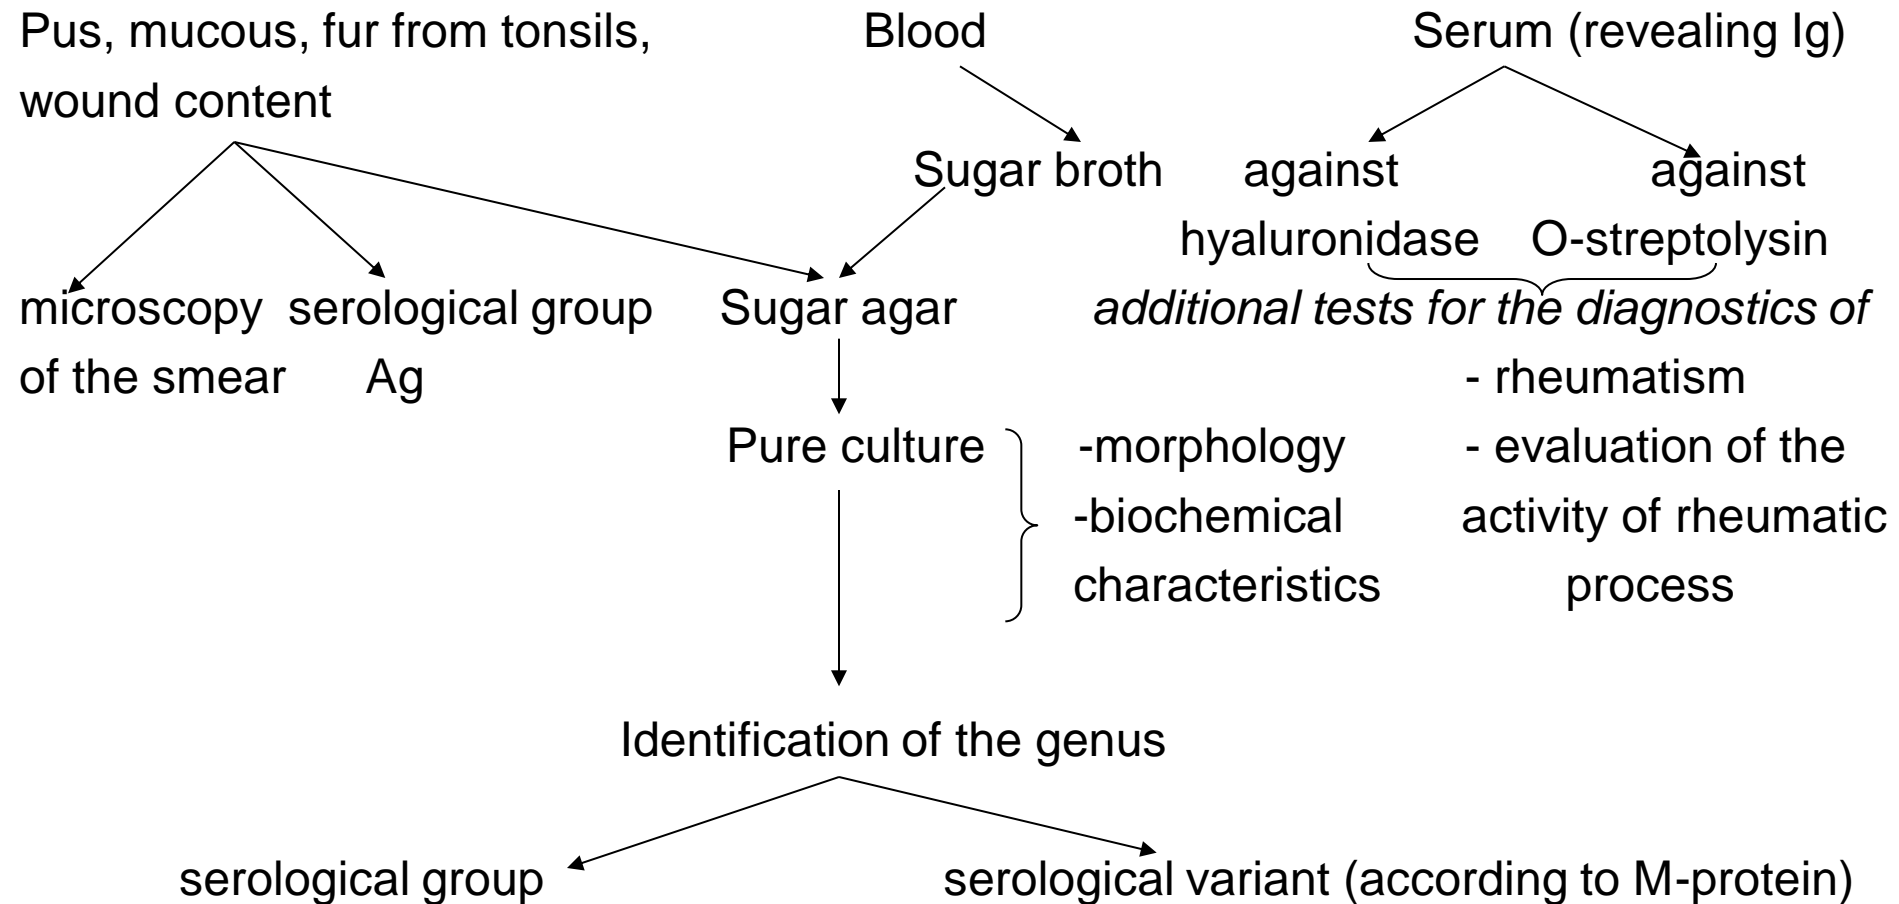 Pus, mucous, fur from tonsils,
wound content
Blood
Serum (revealing Ig)
Sugar broth
against
hyaluronidase
against
O-streptolysin
microscopy
of the smear
serological group
Ag
Sugar agar
additional tests for the diagnostics of
- rheumatism
- evaluation of the
activity of rheumatic
process
Pure culture
-morphology
-biochemical
characteristics
Identification of the genus
serological group
serological variant (according to M-protein)